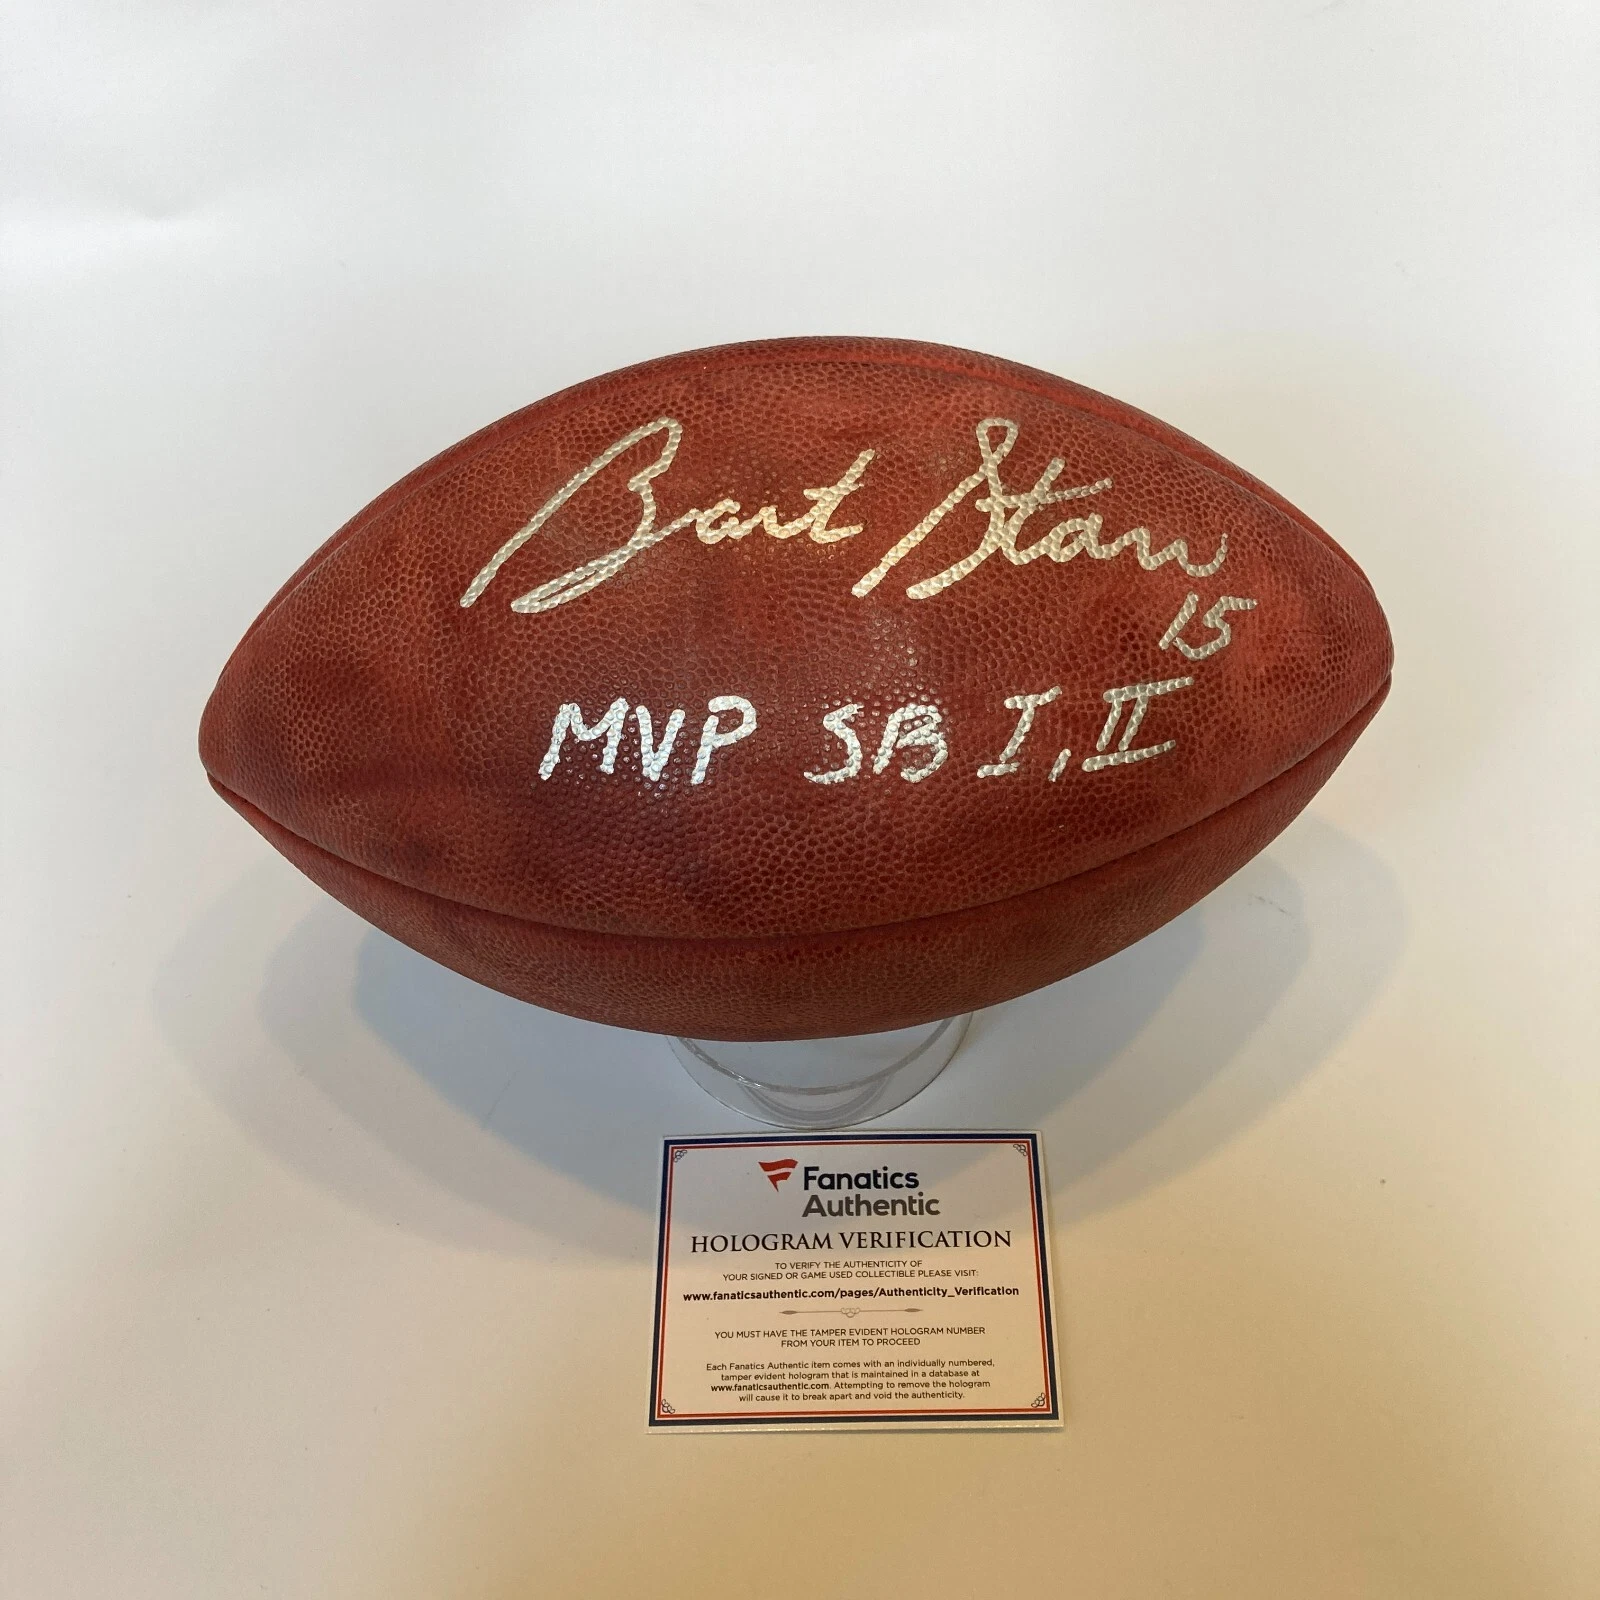 Bart Starr
15
MVP SB I, II
Fanatics
Authentic
HOLOGRAM VERIFICATION
TO VERIFY THE AUTHENTICITY OF
YOUR SIGNED OR GAME USED COLLECTIBLE PLEASE VISIT:
www.fanaticsauthentic.com/pages/Authenticity_Verification
YOU MUST HAVE THE TAMPER EVIDENT HOLOGRAM NUMBER
FROM YOUR ITEM TO PROCEED
Each Fanatics Authentic item comes with an individually numbered,
tamper evident hologram that is maintained in a database at
www.fanaticsauthentic.com. Attempting to remove the hologram
will cause it to break apart and void the authenticity.